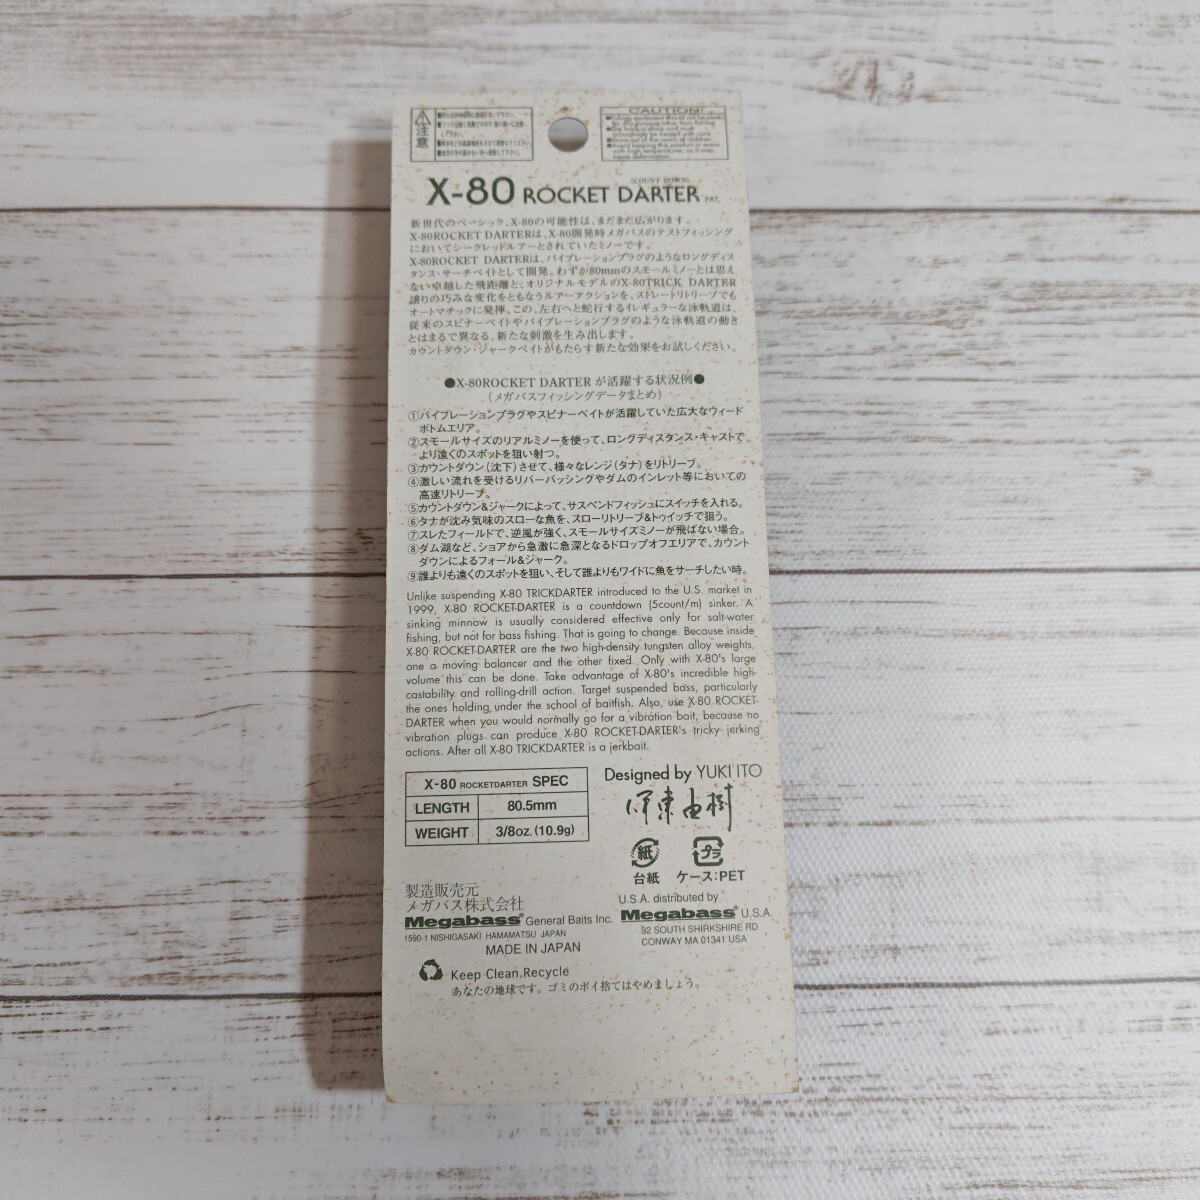 注意
CAUTION!
(COUNT DOWN)
X-80 ROCKET DARTER PAT.
新世代のベーシック、X-80の可能性は、まだまだ広がります。
X-80ROCKET DARTERは、X-80開発時メガバスのテストフィッシング
においてシークレッドルアーとされていたミノーです。
X-80ROCKET DARTERは、バイブレーションプラグのようなロングディス
タンス・サーチベイトとして開発。わずか80mmのスモールミノーとは思え
ない卓越した飛距離と、オリジナルモデルのX-80TRICK DARTER
譲りの巧みな変化をともなうルアーアクションを、ストレートリトリーブでも
オートマチックに発揮。この、左右へと蛇行するイレギュラーな泳軌道は、
従来のスピナーベイトやバイブレーションプラグのような泳軌道の動き
とはまるで異なる、新たな刺激を生み出します。
カウントダウン・ジャークベイトがもたらす新たな効果をお試しください。
●X-80ROCKET DARTER が活躍する状況例●
(メガバスフィッシングデータまとめ)
①バイブレーションプラグやスピナーベイトが活躍していた広大なウィード
ボトムエリア。
②スモールサイズのリアルミノーを使って、ロングディスタンス・キャストで
より遠くのスポットを狙い射つ。
③カウントダウン(沈下)させて、様々なレンジ(タナ)をリトリーブ。
④激しい流れを受けるリバーバッシングやダムのインレット等においての
高速リトリーブ。
⑤カウントダウン&ジャークによって、サスペンドフィッシュにスイッチを入れる。
⑥タナが沈み気味のスローな魚を、スローリトリーブ&トゥイッチで狙う。
⑦スレたフィールドで、逆風が強く、スモールサイズミノーが飛ばない場合。
⑧ダム湖など、ショアから急激に急深となるドロップオフエリアで、カウント
ダウンによるフォール&ジャーク。
⑨誰よりも遠くのスポットを狙い、そして誰よりもワイドに魚をサーチしたい時。
Unlike suspending X-80 TRICKDARTER introduced to the U.S. market in
1999, X-80 ROCKET-DARTER is a countdown (5count/m) sinker. A
sinking minnow is usually considered effective only for salt-water
fishing, but not for bass fishing. That is going to change. Because inside
X-80 ROCKET-DARTER are the two high-density tungsten alloy weights,
one a moving balancer and the other fixed. Only with X-80's large
volume this can be done. Take advantage of X-80's incredible high-
castability and rolling-drill action. Target suspended bass, particularly
the ones holding under the school of baitfish. Also, use X-80 ROCKET-
DARTER when you would normally go for a vibration bait, because no
vibration plugs can produce X-80 ROCKET-DARTER's tricky jerking
actions. After all X-80 TRICKDARTER is a jerkbait.
X-80 ROCKETDARTER SPEC
LENGTH 80.5mm
WEIGHT 3/8oz.(10.9g)
Designed by YUKI ITO
伊東由樹
紙 プラ
台紙 ケース:PET
製造販売元
メガバス株式会社
Megabass General Baits Inc.
1590-1 NISHIGASAKI HAMAMATSU JAPAN
MADE IN JAPAN
U.S.A. distributed by
Megabass U.S.A.
92 SOUTH SHIRKSHIRE RD
CONWAY MA 01341 USA
Keep Clean,Recycle
あなたの地球です。ゴミのポイ捨てはやめましょう。